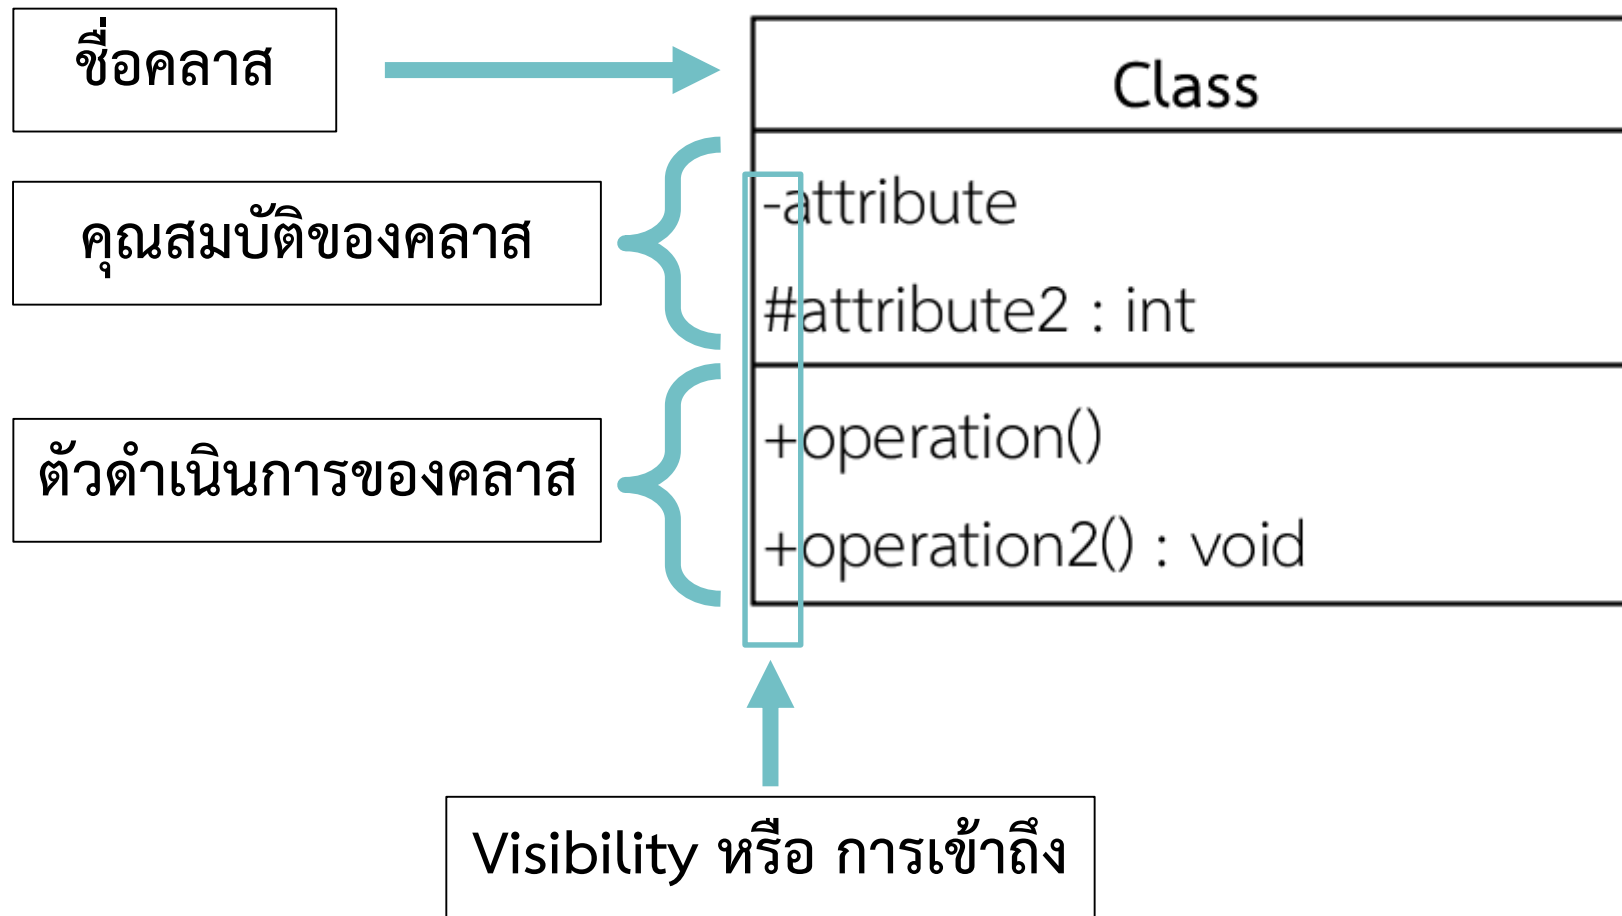 ชื่อคลาส
Class
คุณสมบัติของคลาส
-attribute
#attribute2 : int
ตัวดำเนินการของคลาส
+operation()
+operation2() : void
Visibility หรือ การเข้าถึง